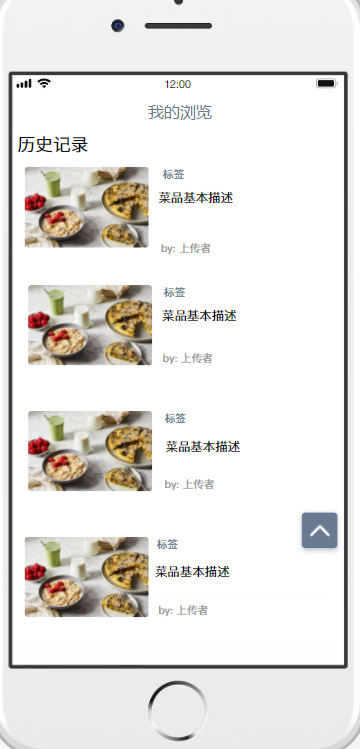 12:00
我的浏览
历史记录
标签
菜品基本描述
by: 上传者
标签
菜品基本描述
by: 上传者
标签
菜品基本描述
by: 上传者
标签
菜品基本描述
by: 上传者